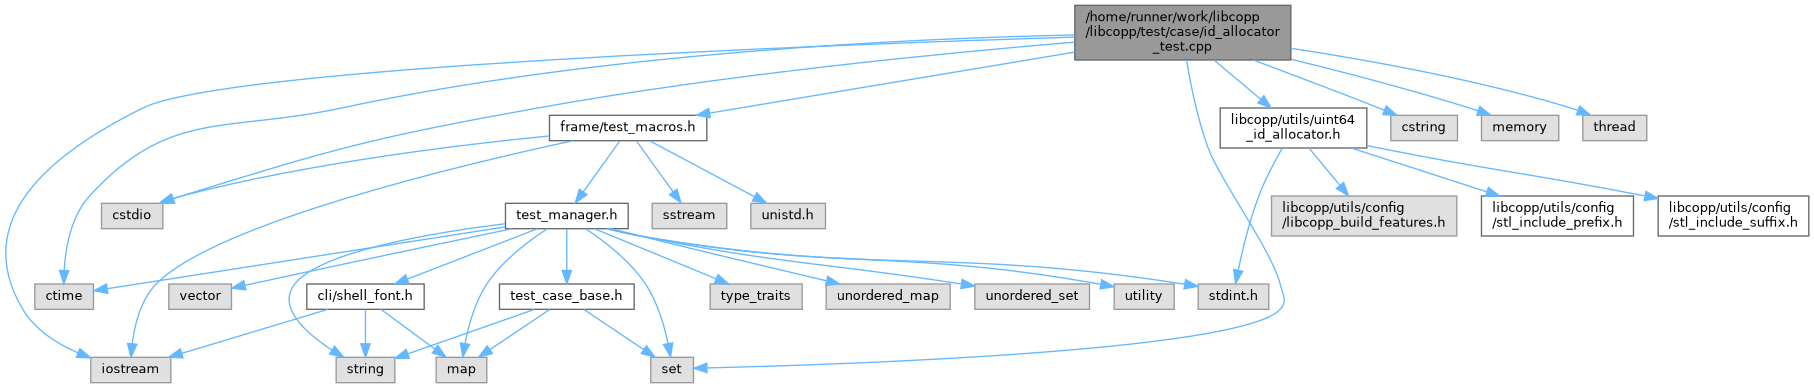 /home/runner/work/libcopp
/libcopp/test/case/id_allocator
_test.cpp
frame/test_macros.h
libcopp/utils/uint64
_id_allocator.h
cstring
memory
thread
cstdio
test_manager.h
sstream
unistd.h
libcopp/utils/config
/libcopp_build_features.h
libcopp/utils/config
/stl_include_prefix.h
libcopp/utils/config
/stl_include_suffix.h
ctime
vector
cli/shell_font.h
test_case_base.h
type_traits
unordered_map
unordered_set
utility
stdint.h
iostream
string
map
set